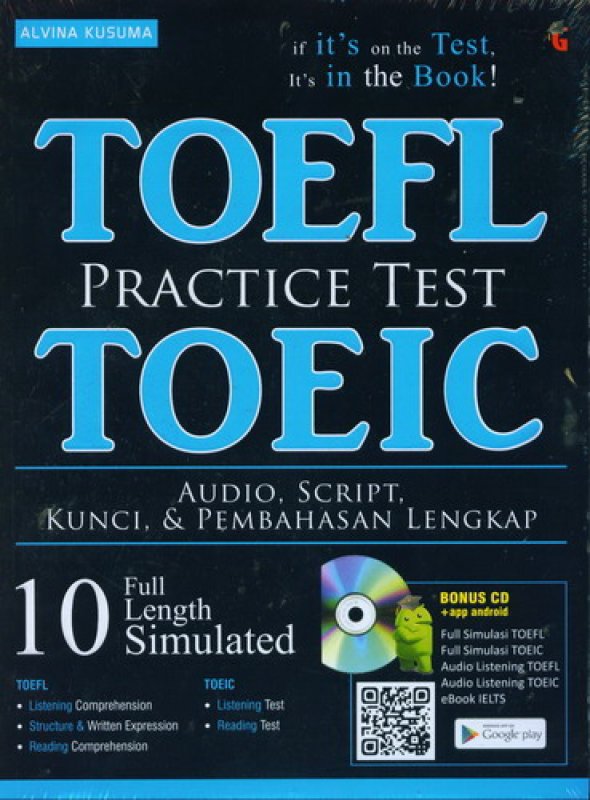 ALVINA KUSUMA
if it's on the Test,
It's in the Book!
G
TOEFL
PRACTICE TEST
TOEIC
AUDIO, SCRIPT,
KUNCI, & PEMBAHASAN LENGKAP
10 Full
Length
Simulated
TOEFL
• Listening Comprehension
• Structure & Written Expression
• Reading Comprehension
TOEIC
• Listening Test
• Reading Test
BONUS CD
+app android
Full Simulasi TOEFL
Full Simulasi TOEIC
Audio Listening TOEFL
Audio Listening TOEIC
eBook IELTS
Google play